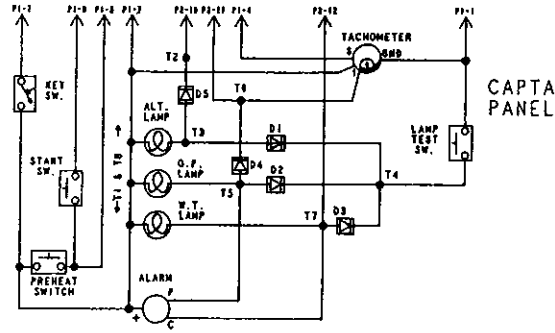 P1-7 P1-8 P1-5 P1-3 P2-10 P2-11 P1-4 P2-12 P1-1
TACHOMETER
S GND
I
T2
KEY
SW.
D5
T6
CAPTA
PANEL
ALT.
LAMP
T3
D1
LAMP
TEST
SW.
START
SW.
T1 & T8
O.P.
LAMP
D4
D2
T4
T5
W.T.
LAMP
T7
D3
PREHEAT
SWITCH
ALARM
P
+
C